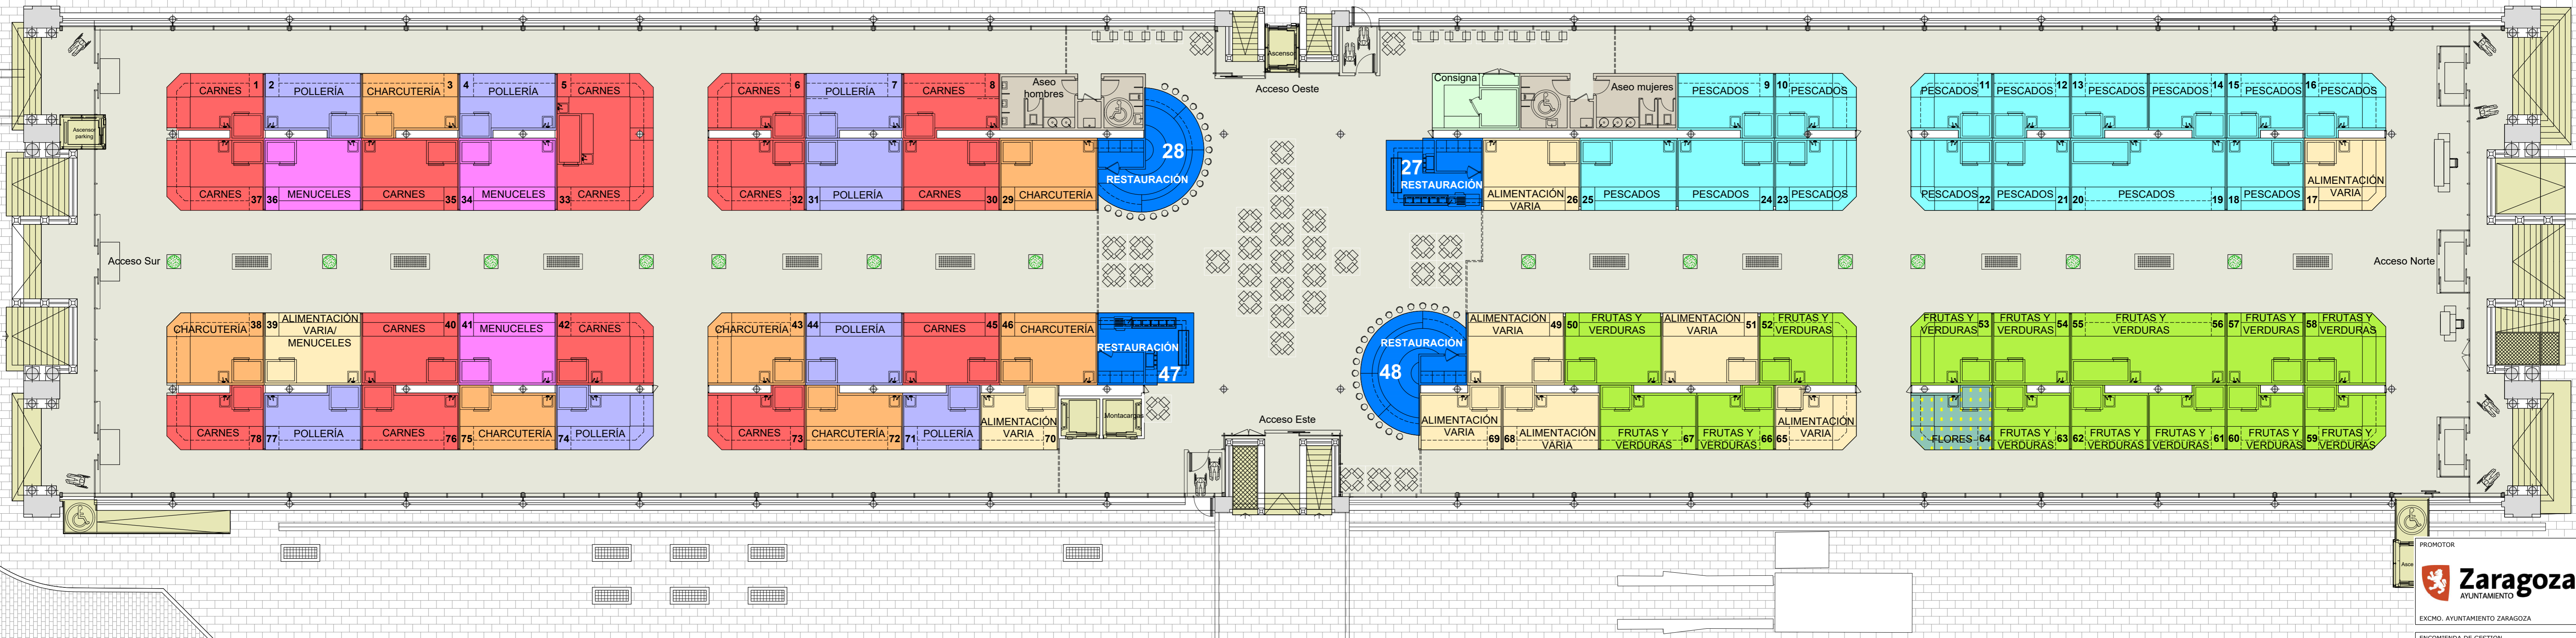 Ascensor
Acceso Oeste
1 CARNES
2 POLLERÍA
CHARCUTERÍA 3
4 POLLERÍA
5 CARNES
CARNES 6
POLLERÍA 7
CARNES 8
Aseo
hombres
Consigna
Aseo mujeres
PESCADOS 9
10 PESCADOS
PESCADOS 11
PESCADOS 12
13 PESCADOS
PESCADOS 14
15 PESCADOS
16 PESCADOS
Ascensor
parking
CARNES 37
36 MENUCELES
CARNES 35
34 MENUCELES
33 CARNES
CARNES 32
31 POLLERÍA
CARNES 30
29 CHARCUTERÍA
28
RESTAURACIÓN
27
RESTAURACIÓN
ALIMENTACIÓN
VARIA 26
25 PESCADOS
PESCADOS 24
23 PESCADOS
PESCADOS 22
PESCADOS 21
20 PESCADOS 19
18 PESCADOS
ALIMENTACIÓN
17 VARIA
Acceso Sur
Acceso Norte
CHARCUTERÍA 38
39 ALIMENTACIÓN
VARIA/
MENUCELES
CARNES 40
41 MENUCELES
42 CARNES
CHARCUTERÍA 43
44 POLLERÍA
CARNES 45
46 CHARCUTERÍA
RESTAURACIÓN
47
RESTAURACIÓN
48
ALIMENTACIÓN
VARIA 49
50 FRUTAS Y
VERDURAS
ALIMENTACIÓN
VARIA 51
52 FRUTAS Y
VERDURAS
FRUTAS Y
VERDURAS 53
FRUTAS Y
VERDURAS 54
55 FRUTAS Y
VERDURAS 56
57 FRUTAS Y
VERDURAS
58 FRUTAS Y
VERDURAS
CARNES 78
77 POLLERÍA
CARNES 76
75 CHARCUTERÍA
74 POLLERÍA
CARNES 73
CHARCUTERÍA 72
71 POLLERÍA
ALIMENTACIÓN
VARIA 70
Montacargas
Acceso Este
ALIMENTACIÓN
VARIA 69
68 ALIMENTACIÓN
VARIA
FRUTAS Y
VERDURAS 67
FRUTAS Y
VERDURAS 66
65 ALIMENTACIÓN
VARIA
FLORES 64
FRUTAS Y
VERDURAS 63
62 FRUTAS Y
VERDURAS
FRUTAS Y
VERDURAS 61
60 FRUTAS Y
VERDURAS
59 FRUTAS Y
VERDURAS
Asce
PROMOTOR
Zaragoza
AYUNTAMIENTO
EXCMO. AYUNTAMIENTO ZARAGOZA
ENCOMIENDA DE GESTION